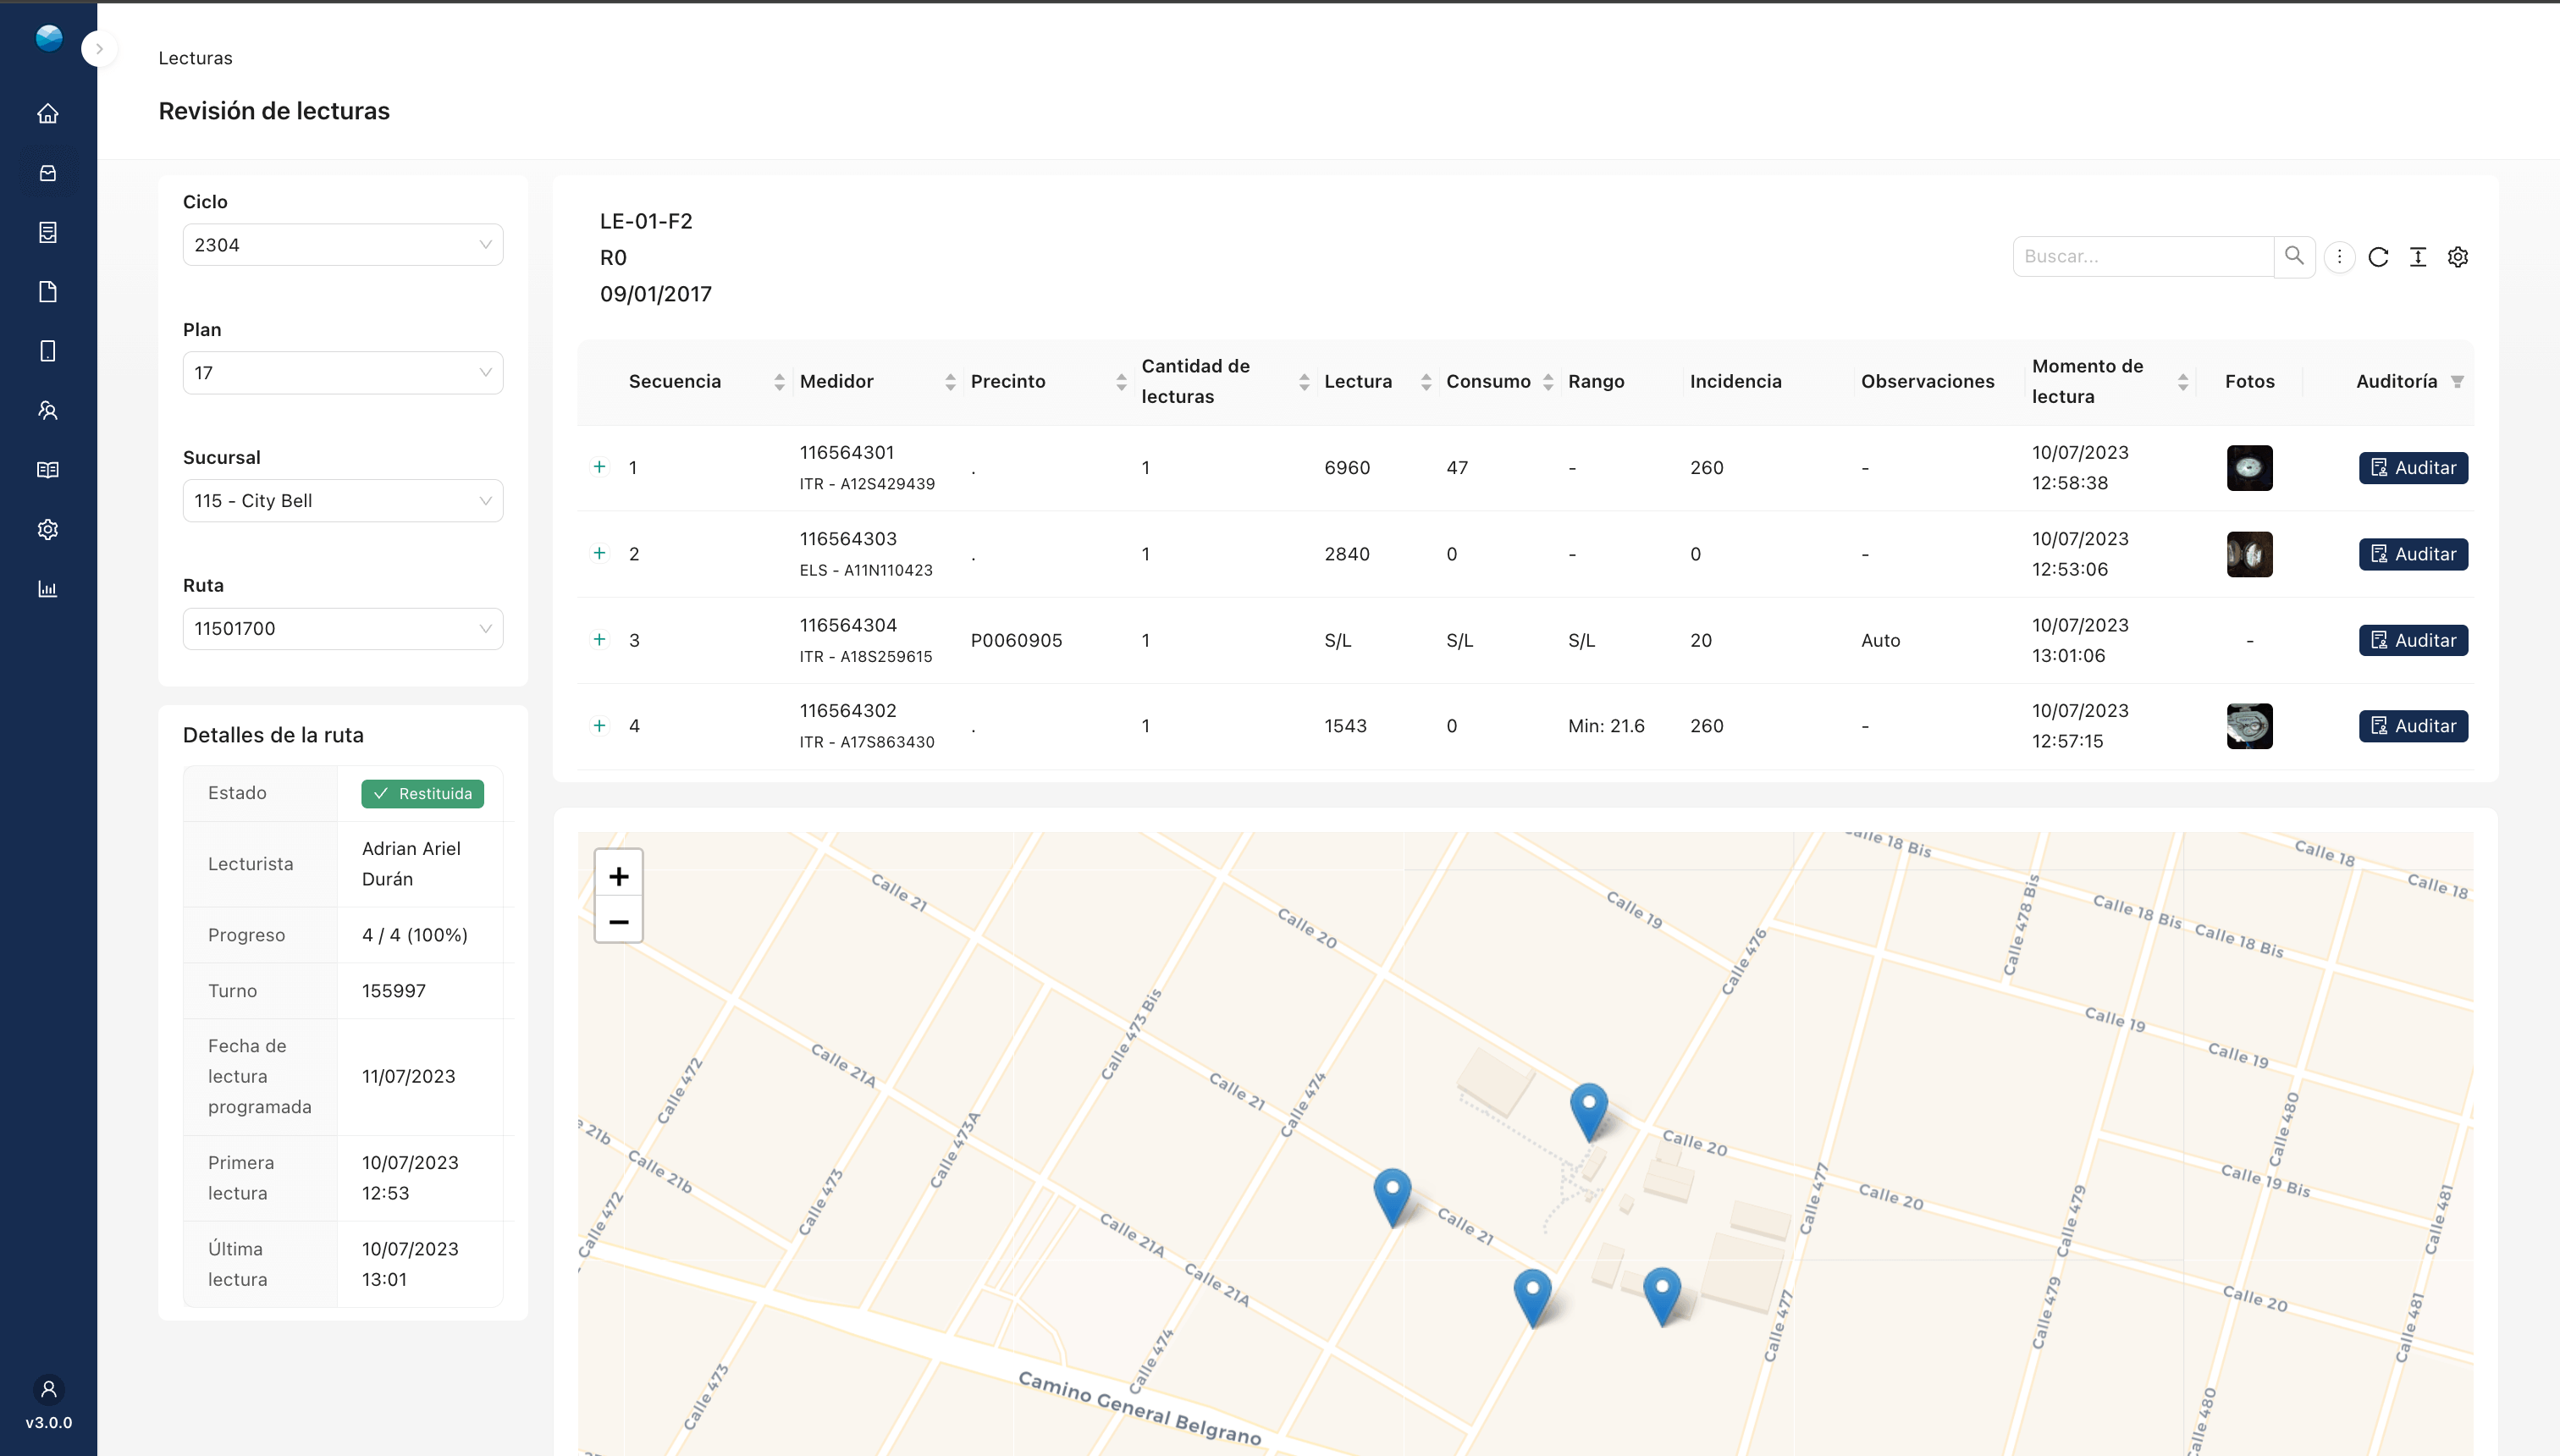 Lecturas
Revisión de lecturas
Ciclo
2304
Plan
17
Sucursal
115 - City Bell
Ruta
11501700
Detalles de la ruta
Estado
Restituida
Lecturista
Adrian Ariel
Durán
Progreso
4 / 4 (100%)
Turno
155997
Fecha de
lectura
programada
11/07/2023
Primera
lectura
10/07/2023
12:53
Última
lectura
10/07/2023
13:01
v3.0.0
LE-01-F2
R0
09/01/2017
Buscar...
Secuencia Medidor Precinto Cantidad de lecturas Lectura Consumo Rango Incidencia Observaciones Momento de lectura Fotos Auditoría
1 116564301 . 1 6960 47 - 260 - 10/07/2023 Auditar
ITR - A12S429439 12:58:38
2 116564303 . 1 2840 0 - 0 - 10/07/2023 Auditar
ELS - A11N110423 12:53:06
3 116564304 P0060905 1 S/L S/L S/L 20 Auto 10/07/2023 - Auditar
ITR - A18S259615 13:01:06
4 116564302 . 1 1543 0 Min: 21.6 260 - 10/07/2023 Auditar
ITR - A17S863430 12:57:15
+
−
Calle 18 Bis
Calle 18
Calle 18
Calle 21
Calle 20
Calle 19
Calle 476
Calle 478 Bis
Calle 18 Bis
Calle 18 Bis
Calle 473 Bis
Calle 19
Calle 19
Calle 472
Calle 21A
Calle 21
Calle 474
Calle 473A
Calle 20
Calle 480
Calle 21b
Calle 19 Bis
Calle 472
Calle 473
Calle 21A
Calle 21
Calle 477
Calle 20
Calle 479
Calle 481
Calle 21A
Calle 477
Calle 479
Calle 20
Calle 481
Calle 474
Calle 473
Camino General Belgrano
Calle 480